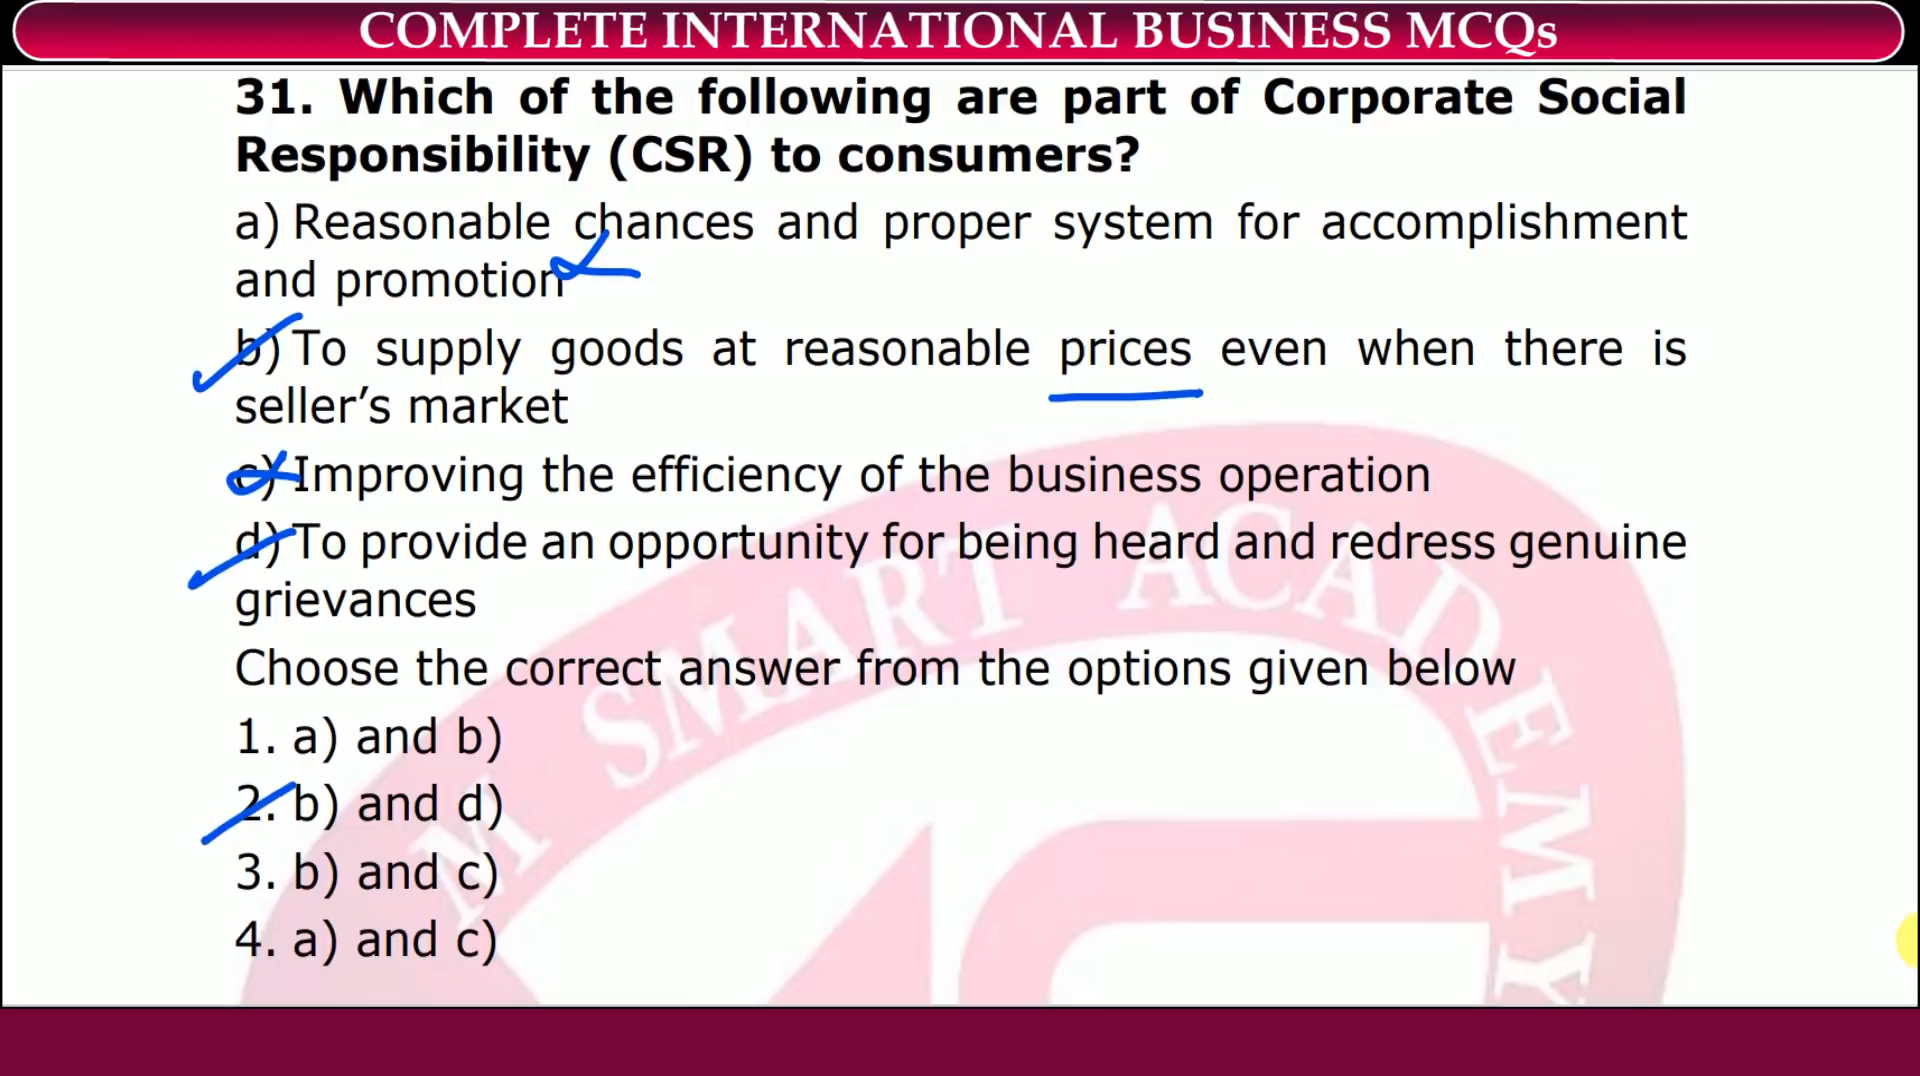 COMPLETE INTERNATIONAL BUSINESS MCQs
31. Which of the following are part of Corporate Social
Responsibility (CSR) to consumers?
a) Reasonable chances and proper system for accomplishment
and promotion
b) To supply goods at reasonable prices even when there is
seller’s market
c) Improving the efficiency of the business operation
d) To provide an opportunity for being heard and redress genuine
grievances
Choose the correct answer from the options given below
1. a) and b)
2. b) and d)
3. b) and c)
4. a) and c)
M SMART ACADEMY